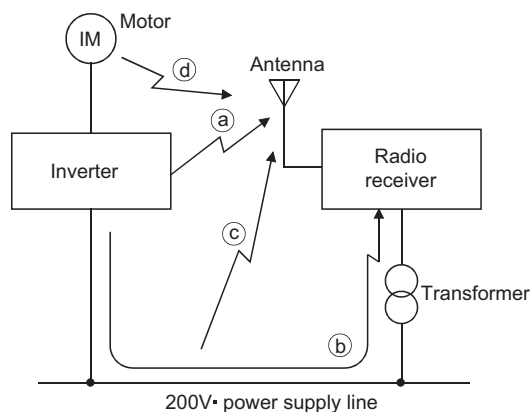 IM
Motor
ⓓ
Antenna
ⓐ
Inverter
Radio
receiver
ⓒ
Transformer
ⓑ
200V▪ power supply line